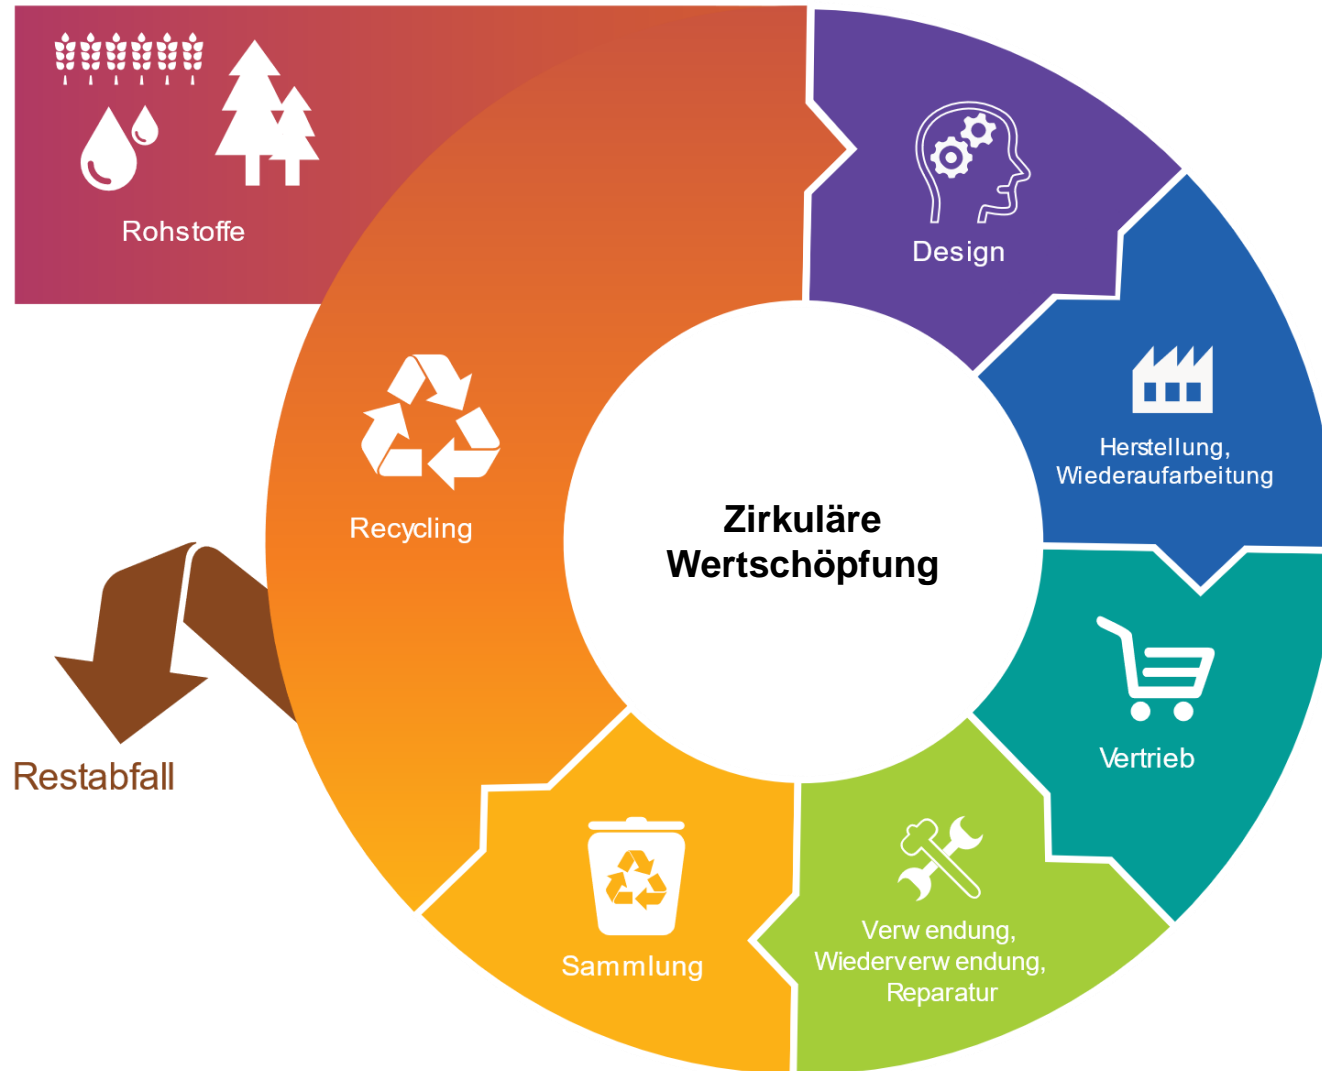 Rohstoffe
Design
Herstellung,
Wiederaufarbeitung
Recycling
Zirkuläre
Wertschöpfung
Vertrieb
Restabfall
Verwendung,
Wiederverwendung,
Reparatur
Sammlung